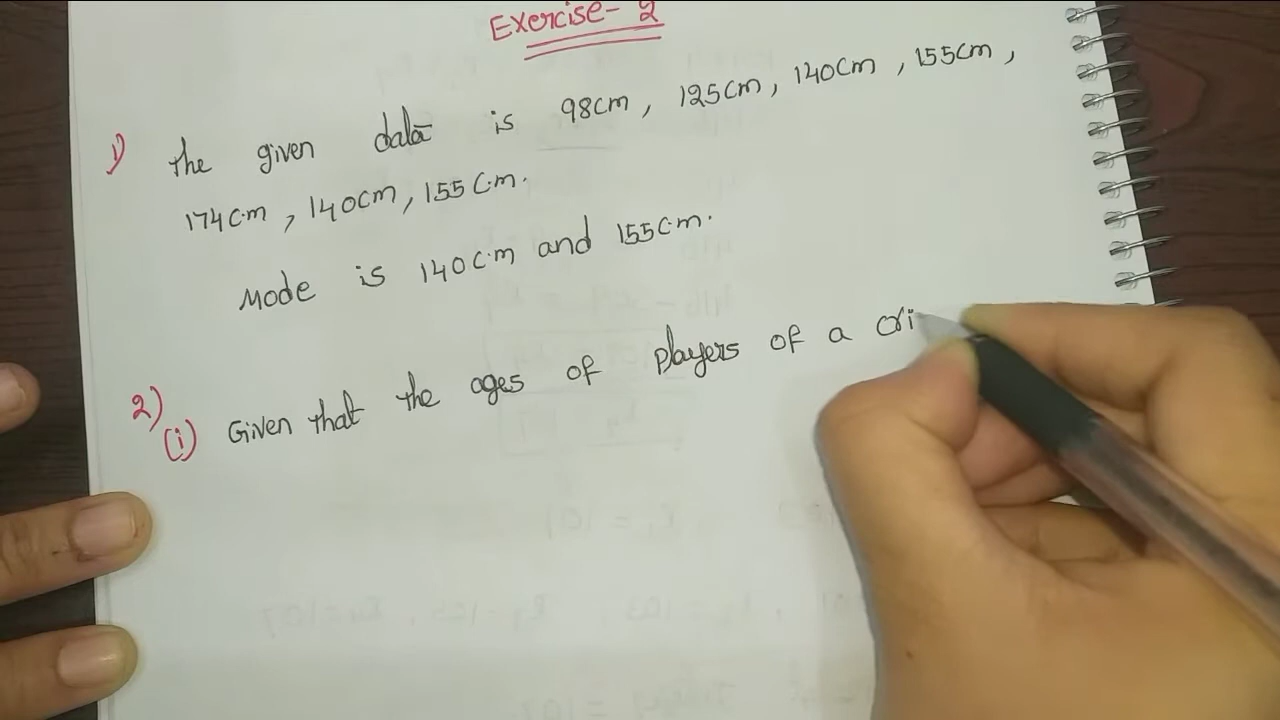 Exercise- 2
1) the given data is 98cm, 125cm, 140cm, 155cm,
174cm, 140cm, 155cm.
Mode is 140cm and 155cm.
2)
(i) Given that the ages of players of a cri